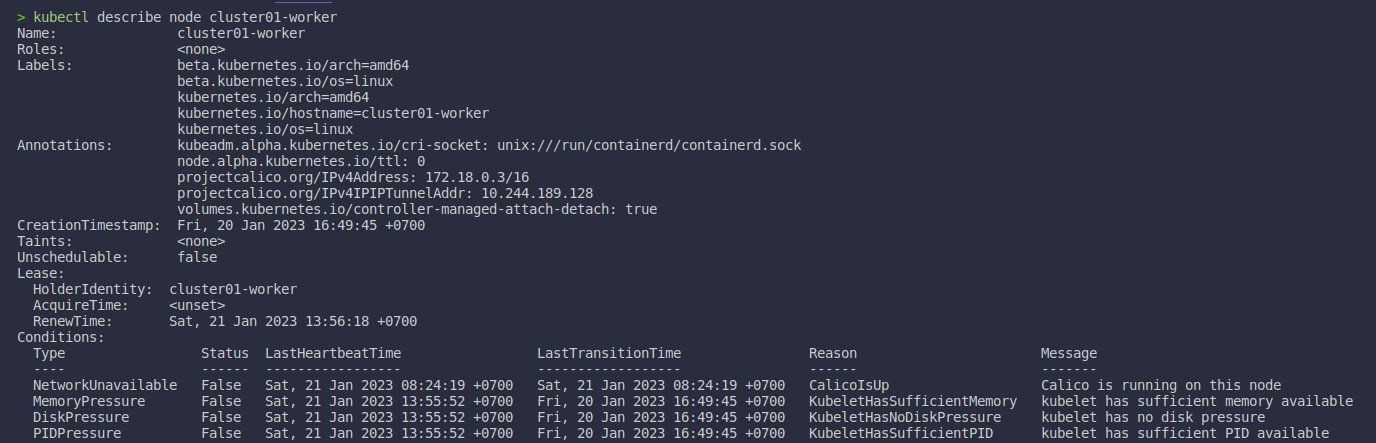 > kubectl describe node cluster01-worker
Name:               cluster01-worker
Roles:              <none>
Labels:             beta.kubernetes.io/arch=amd64
                    beta.kubernetes.io/os=linux
                    kubernetes.io/arch=amd64
                    kubernetes.io/hostname=cluster01-worker
                    kubernetes.io/os=linux
Annotations:        kubeadm.alpha.kubernetes.io/cri-socket: unix:///run/containerd/containerd.sock
                    node.alpha.kubernetes.io/ttl: 0
                    projectcalico.org/IPv4Address: 172.18.0.3/16
                    projectcalico.org/IPv4IPIPTunnelAddr: 10.244.189.128
                    volumes.kubernetes.io/controller-managed-attach-detach: true
CreationTimestamp:  Fri, 20 Jan 2023 16:49:45 +0700
Taints:             <none>
Unschedulable:      false
Lease:
  HolderIdentity:  cluster01-worker
  AcquireTime:     <unset>
  RenewTime:       Sat, 21 Jan 2023 13:56:18 +0700
Conditions:
  Type                 Status  LastHeartbeatTime                 LastTransitionTime                Reason                       Message
  ----                 ------  -----------------                 ------------------                ------                       -------
  NetworkUnavailable   False   Sat, 21 Jan 2023 08:24:19 +0700   Sat, 21 Jan 2023 08:24:19 +0700   CalicoIsUp                   Calico is running on this node
  MemoryPressure       False   Sat, 21 Jan 2023 13:55:52 +0700   Fri, 20 Jan 2023 16:49:45 +0700   KubeletHasSufficientMemory   kubelet has sufficient memory available
  DiskPressure         False   Sat, 21 Jan 2023 13:55:52 +0700   Fri, 20 Jan 2023 16:49:45 +0700   KubeletHasNoDiskPressure     kubelet has no disk pressure
  PIDPressure          False   Sat, 21 Jan 2023 13:55:52 +0700   Fri, 20 Jan 2023 16:49:45 +0700   KubeletHasSufficientPID      kubelet has sufficient PID available